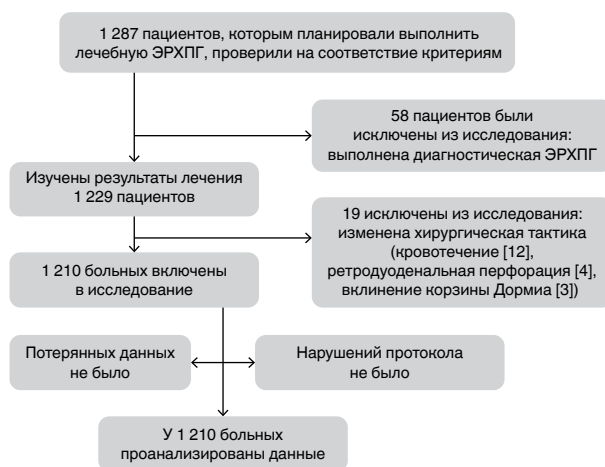 1 287 пациентов, которым планировали выполнить
лечебную ЭРХПГ, проверили на соответствие критериям
58 пациентов были
исключены из исследования:
выполнена диагностическая ЭРХПГ
Изучены результаты лечения
1 229 пациентов
19 исключены из исследования:
изменена хирургическая тактика
(кровотечение [12],
ретродуоденальная перфорация [4],
вклинение корзины Дормиа [3])
1 210 больных включены
в исследование
Потерянных данных
не было
Нарушений протокола
не было
У 1 210 больных
проанализированы данные